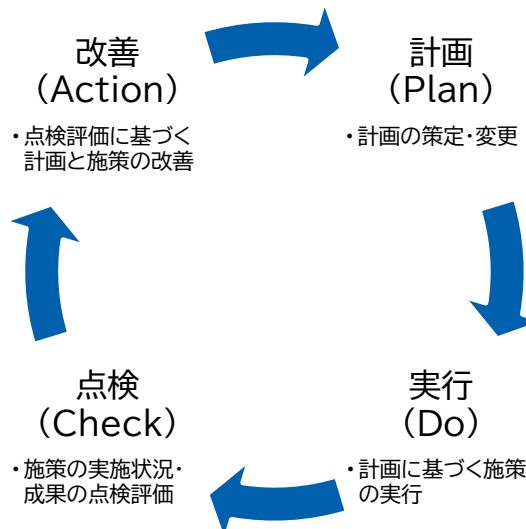 改善
（Action）
・点検評価に基づく
計画と施策の改善
計画
（Plan）
・計画の策定・変更
点検
（Check）
・施策の実施状況・
成果の点検評価
実行
（Do）
・計画に基づく施策
の実行